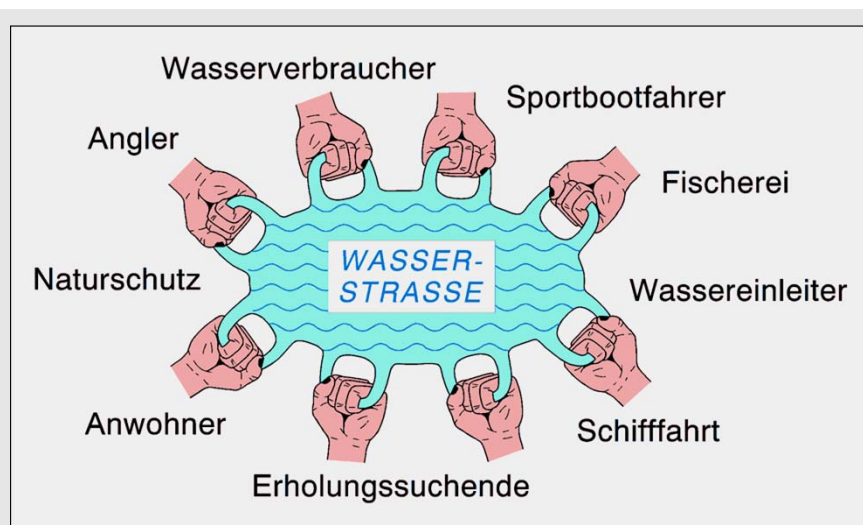 Wasserverbraucher
Sportbootfahrer
Angler
Fischerei
WASSER-
STRASSE
Naturschutz
Wassereinleiter
Anwohner
Schifffahrt
Erholungssuchende